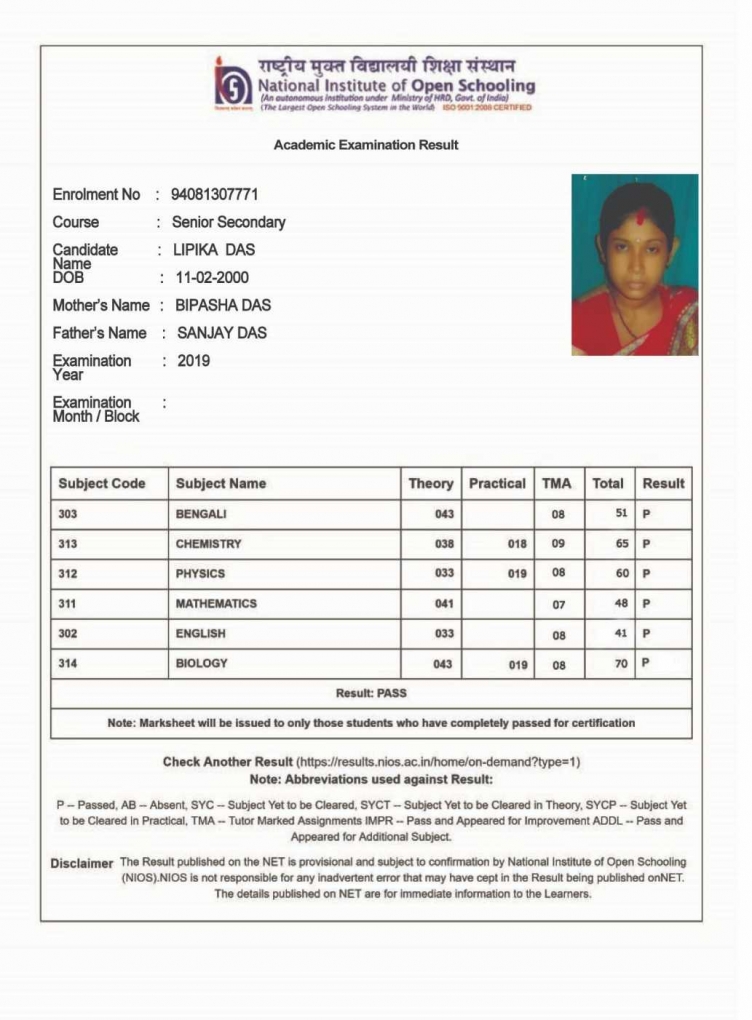 राष्ट्रीय मुक्त विद्यालयी शिक्षा संस्थान
National Institute of Open Schooling
(An autonomous institution under Ministry of HRD, Govt. of India)
(The Largest Open Schooling System in the World) ISO 9001:2008 CERTIFIED
Academic Examination Result
Enrolment No : 94081307771
Course : Senior Secondary
Candidate Name : LIPIKA DAS
DOB : 11-02-2000
Mother's Name : BIPASHA DAS
Father's Name : SANJAY DAS
Examination Year : 2019
Examination Month / Block :
Subject Code Subject Name Theory Practical TMA Total Result
303 BENGALI 043 08 51 P
313 CHEMISTRY 038 018 09 65 P
312 PHYSICS 033 019 08 60 P
311 MATHEMATICS 041 07 48 P
302 ENGLISH 033 08 41 P
314 BIOLOGY 043 019 08 70 P
Result: PASS
Note: Marksheet will be issued to only those students who have completely passed for certification
Check Another Result (https://results.nios.ac.in/home/on-demand?type=1)
Note: Abbreviations used against Result:
P -- Passed, AB -- Absent, SYC -- Subject Yet to be Cleared, SYCT -- Subject Yet to be Cleared in Theory, SYCP -- Subject Yet
to be Cleared in Practical, TMA -- Tutor Marked Assignments IMPR -- Pass and Appeared for Improvement ADDL -- Pass and
Appeared for Additional Subject.
Disclaimer The Result published on the NET is provisional and subject to confirmation by National Institute of Open Schooling
(NIOS).NIOS is not responsible for any inadvertent error that may have cept in the Result being published onNET.
The details published on NET are for immediate information to the Learners.